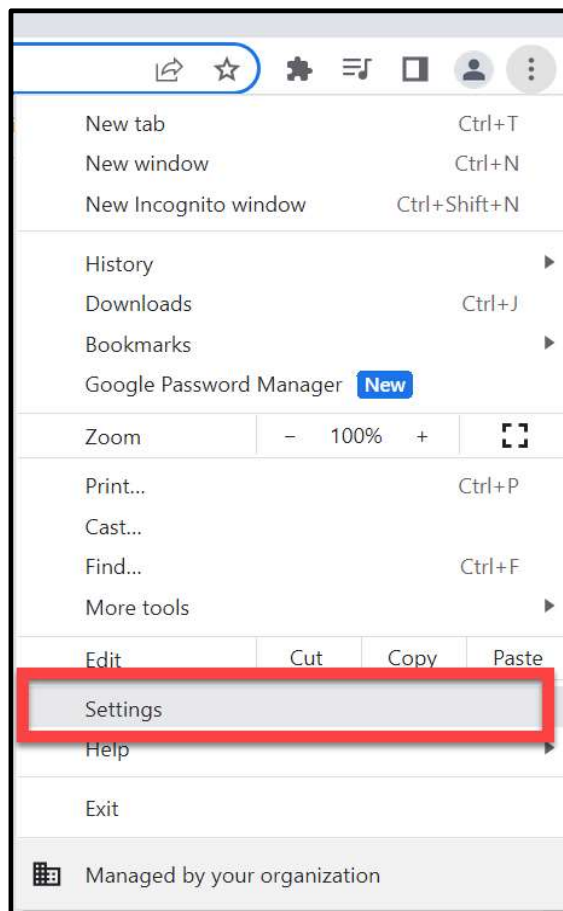 New tab Ctrl+T
New window Ctrl+N
New Incognito window Ctrl+Shift+N
History
Downloads Ctrl+J
Bookmarks
Google Password Manager New
Zoom - 100% +
Print... Ctrl+P
Cast...
Find... Ctrl+F
More tools
Edit Cut Copy Paste
Settings
Help
Exit
Managed by your organization